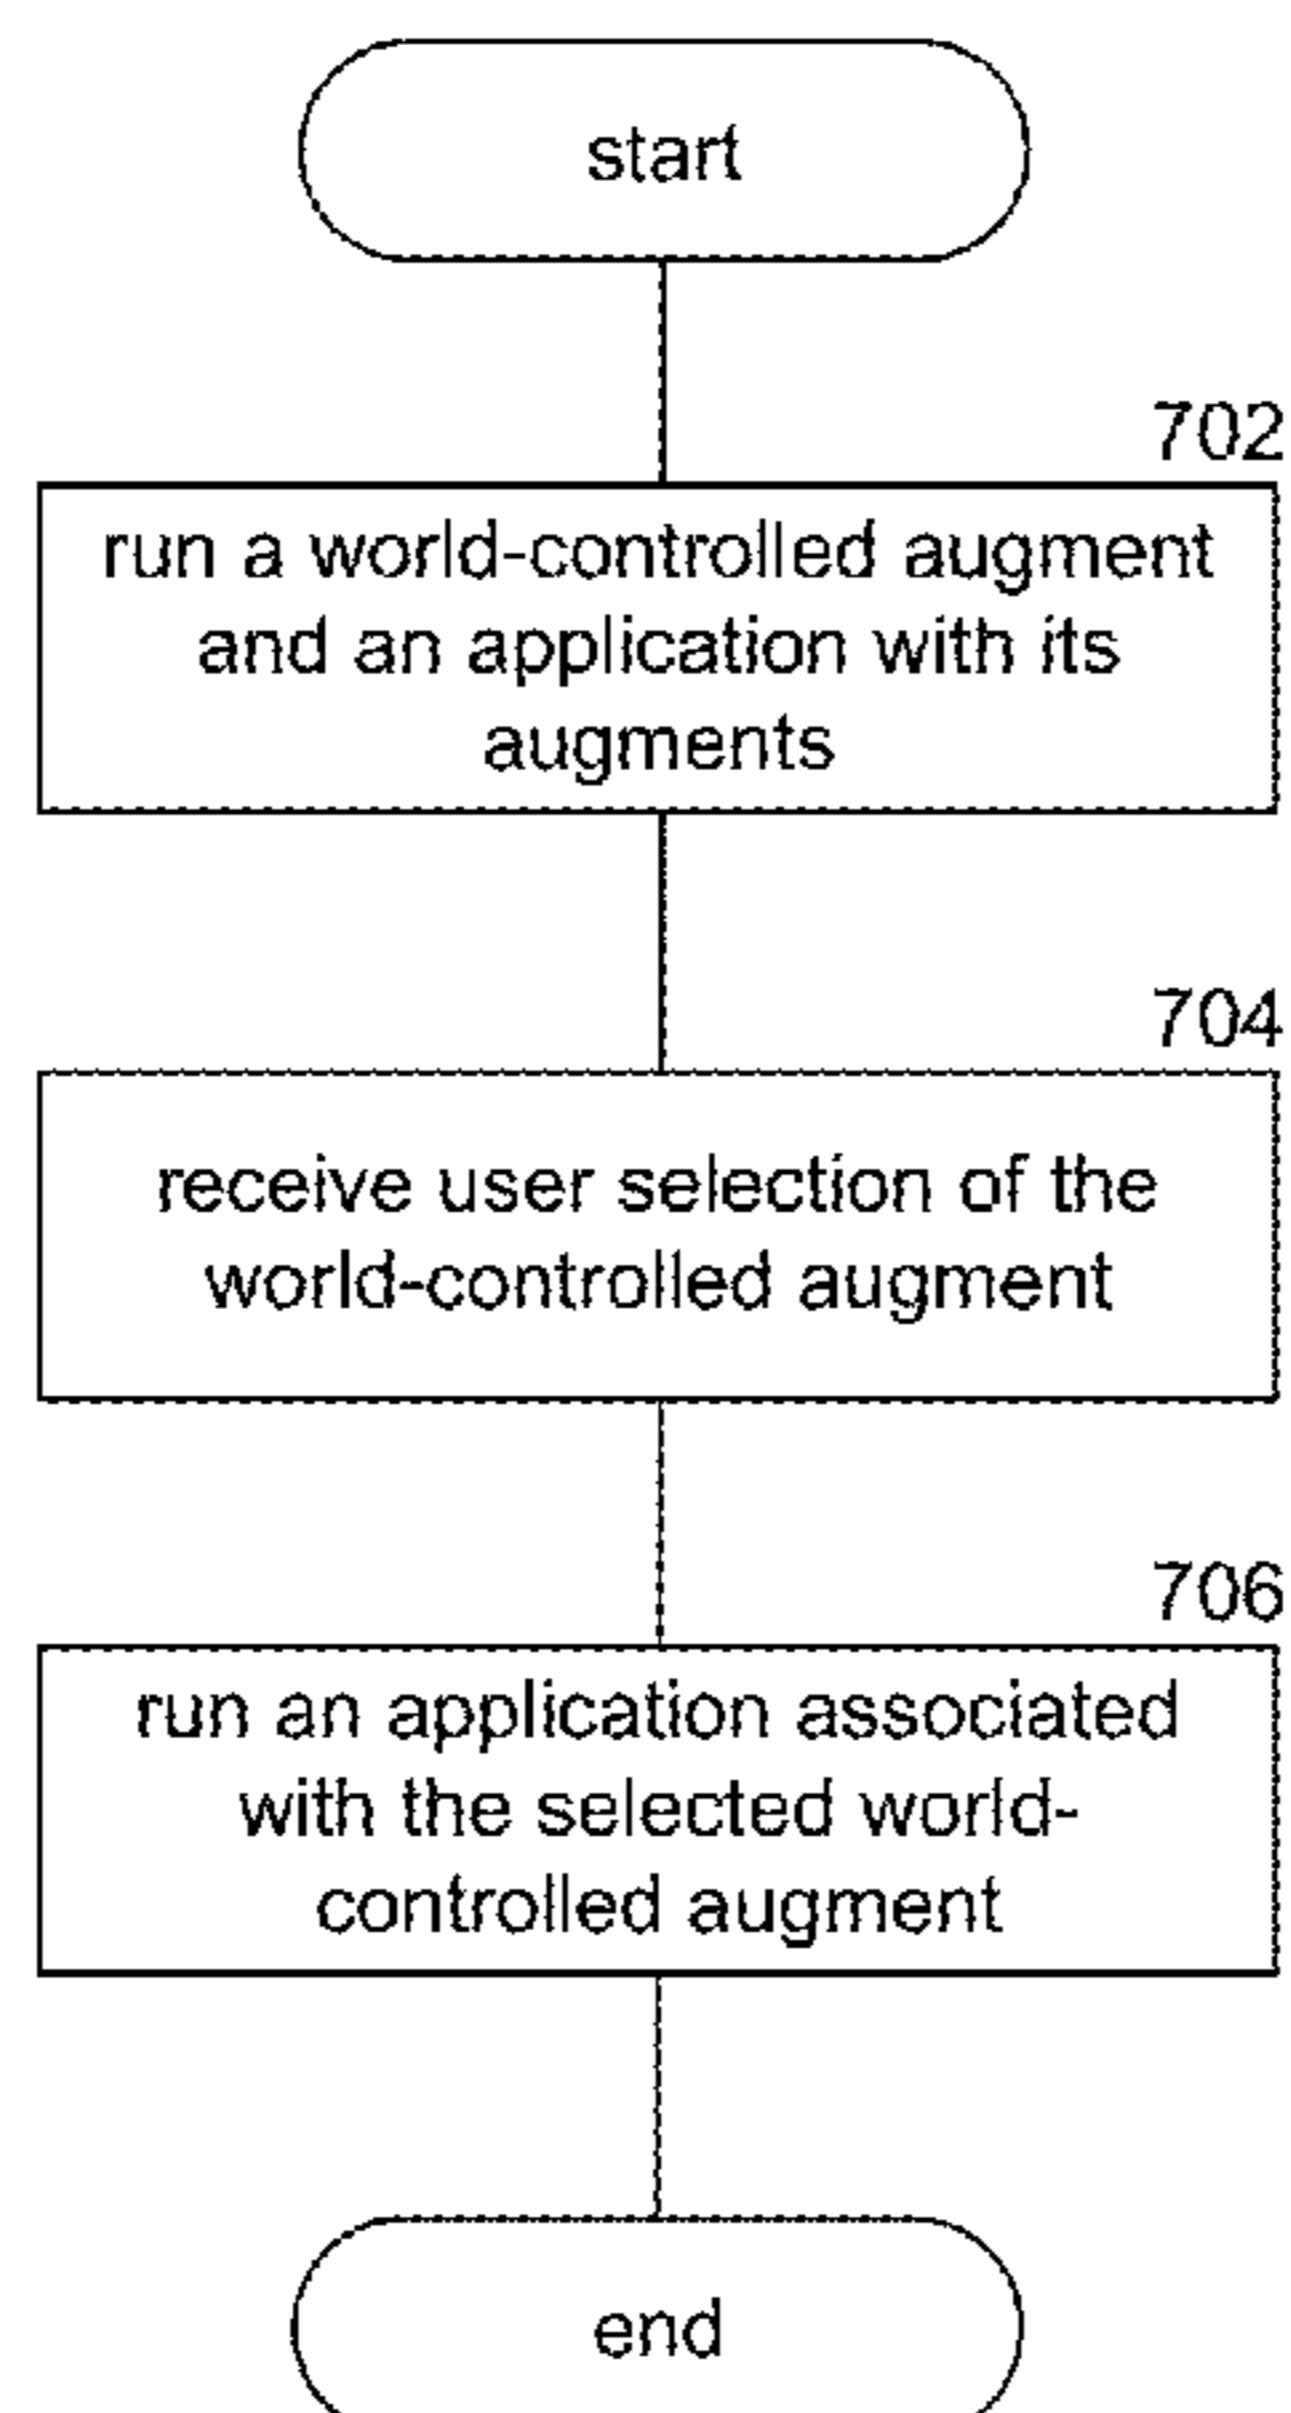 start
702
run a world-controlled augment
and an application with its
augments
704
receive user selection of the
world-controlled augment
706
run an application associated
with the selected world-
controlled augment
end